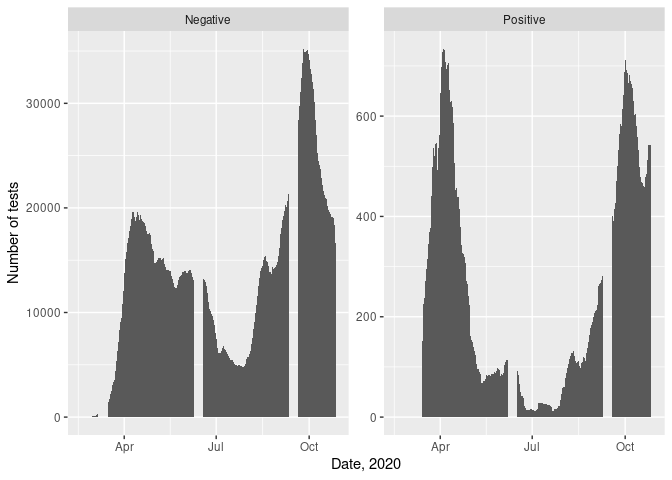 Negative
Positive
Number of tests
30000
20000
10000
0
600
400
200
0
Apr
Jul
Oct
Apr
Jul
Oct
Date, 2020